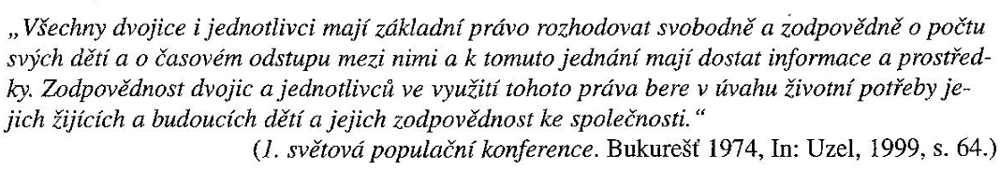 „Všechny dvojice i jednotlivci mají základní právo rozhodovat svobodně a zodpovědně o počtu
svých dětí a o časovém odstupu mezi nimi a k tomuto jednání mají dostat informace a prostřed-
ky. Zodpovědnost dvojic a jednotlivců ve využití tohoto práva bere v úvahu životní potřeby je-
jich žijících a budoucích dětí a jejich zodpovědnost ke společnosti.“
(1. světová populační konference. Bukurešť 1974, In: Uzel, 1999, s. 64.)